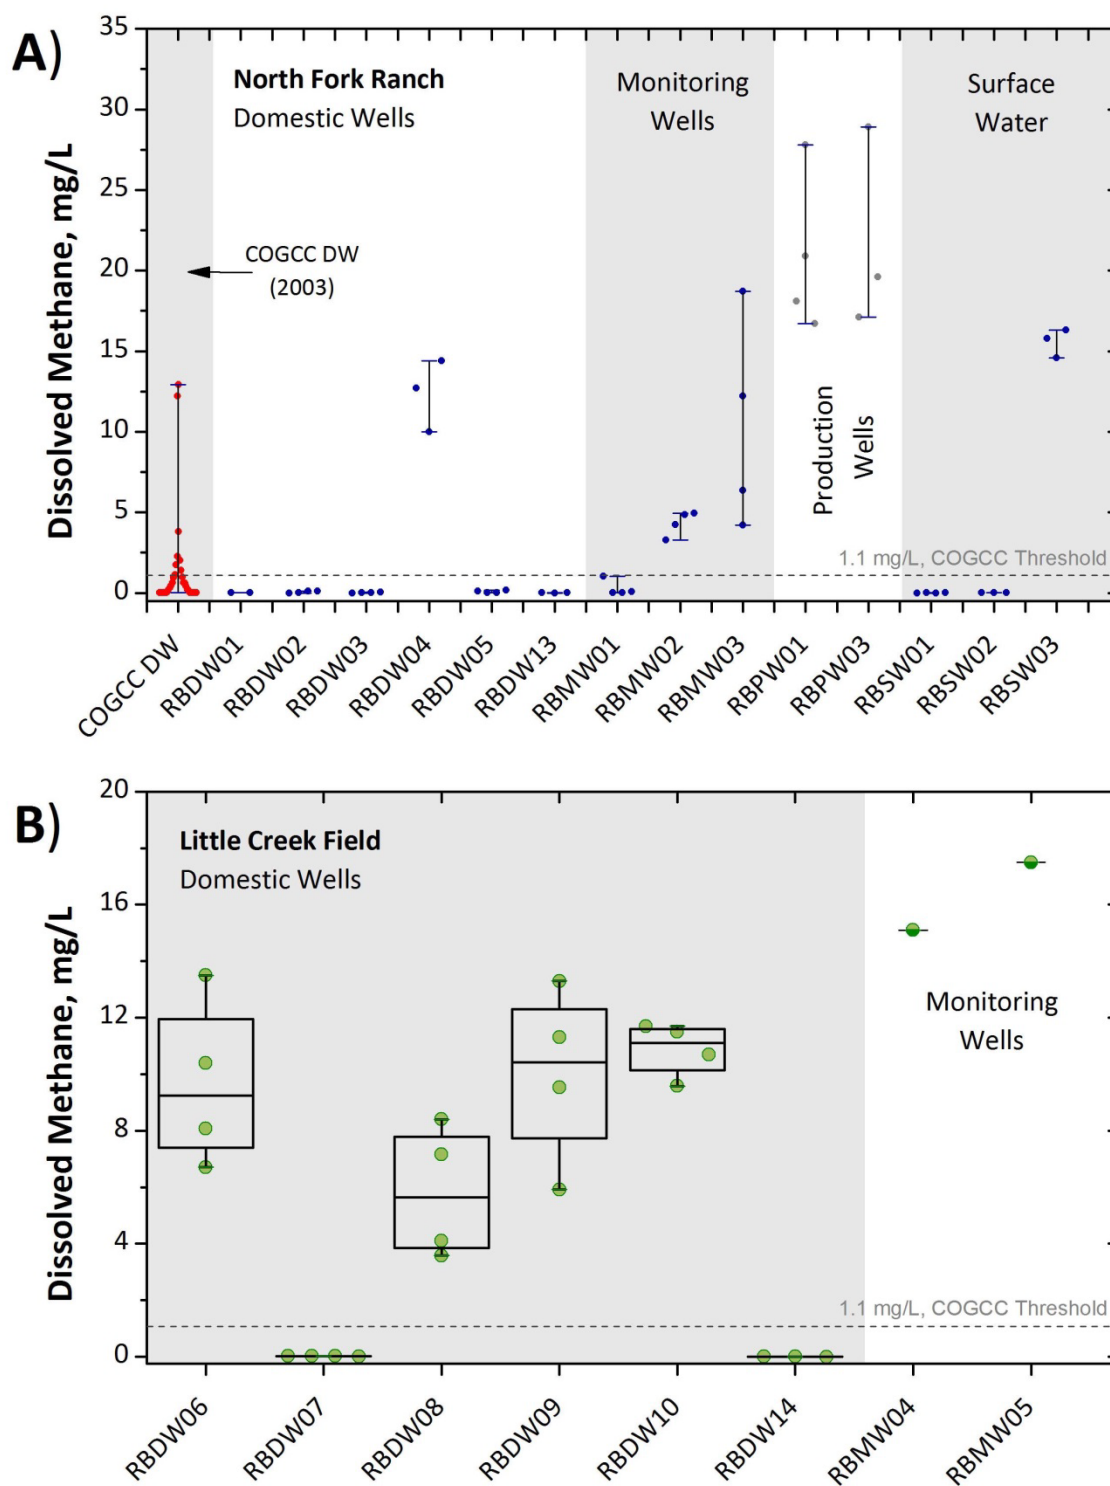 A)
Dissolved Methane, mg/L
35
30
25
20
15
10
5
0
North Fork Ranch
Domestic Wells
COGCC DW
(2003)
Monitoring
Wells
Production
Wells
Surface
Water
1.1 mg/L, COGCC Threshold
COGCC DW
RBDW01
RBDW02
RBDW03
RBDW04
RBDW05
RBDW13
RBMW01
RBMW02
RBMW03
RBPW01
RBPW03
RBSW01
RBSW02
RBSW03
B)
Dissolved Methane, mg/L
20
16
12
8
4
0
Little Creek Field
Domestic Wells
Monitoring
Wells
1.1 mg/L, COGCC Threshold
RBDW06
RBDW07
RBDW08
RBDW09
RBDW10
RBDW14
RBMW04
RBMW05